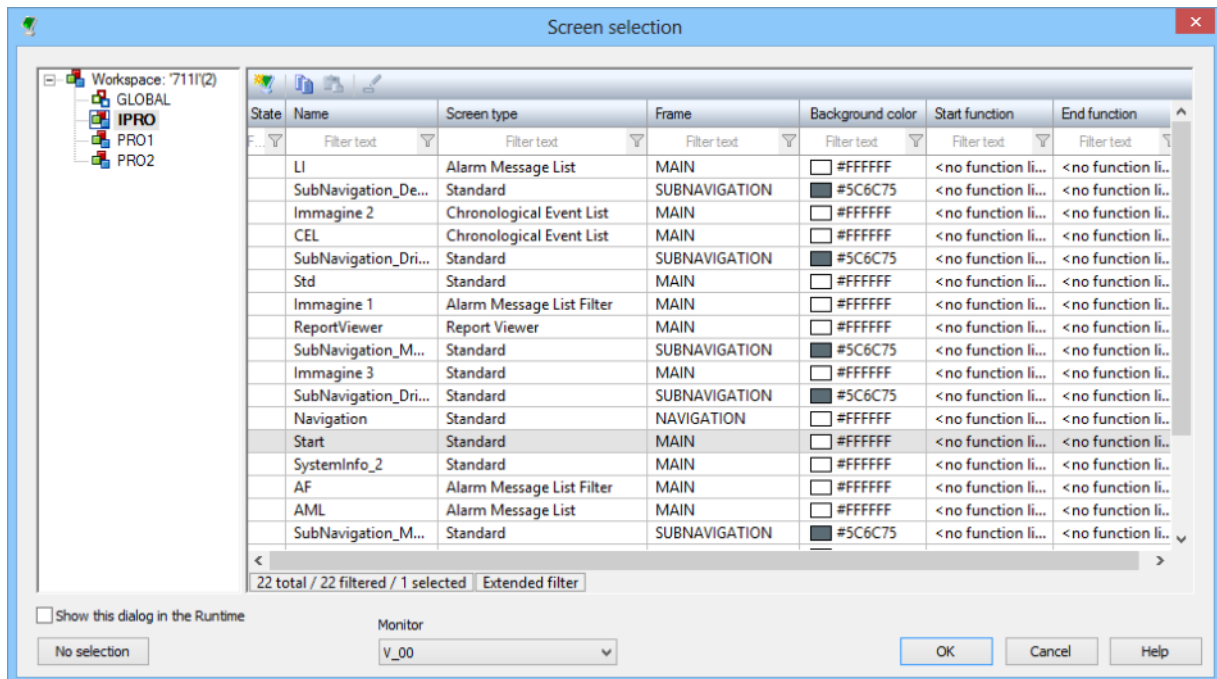 Screen selection
Workspace: '711I'(2)
GLOBAL
IPRO
PRO1
PRO2
State Name Screen type Frame Background color Start function End function
F... Filter text Filter text Filter text Filter text Filter text Filter text
LI Alarm Message List MAIN #FFFFFF <no function li... <no function li..
SubNavigation_De... Standard SUBNAVIGATION #5C6C75 <no function li... <no function li..
Immagine 2 Chronological Event List MAIN #FFFFFF <no function li... <no function li..
CEL Chronological Event List MAIN #FFFFFF <no function li... <no function li..
SubNavigation_Dri... Standard SUBNAVIGATION #5C6C75 <no function li... <no function li..
Std Standard MAIN #FFFFFF <no function li... <no function li..
Immagine 1 Alarm Message List Filter MAIN #FFFFFF <no function li... <no function li..
ReportViewer Report Viewer MAIN #FFFFFF <no function li... <no function li..
SubNavigation_M... Standard SUBNAVIGATION #5C6C75 <no function li... <no function li..
Immagine 3 Standard MAIN #FFFFFF <no function li... <no function li..
SubNavigation_Dri... Standard SUBNAVIGATION #5C6C75 <no function li... <no function li..
Navigation Standard NAVIGATION #FFFFFF <no function li... <no function li..
Start Standard MAIN #FFFFFF <no function li... <no function li..
SystemInfo_2 Standard MAIN #FFFFFF <no function li... <no function li..
AF Alarm Message List Filter MAIN #FFFFFF <no function li... <no function li..
AML Alarm Message List MAIN #FFFFFF <no function li... <no function li..
SubNavigation_M... Standard SUBNAVIGATION #5C6C75 <no function li... <no function li..
22 total / 22 filtered / 1 selected Extended filter
Show this dialog in the Runtime
Monitor
No selection V_00 OK Cancel Help